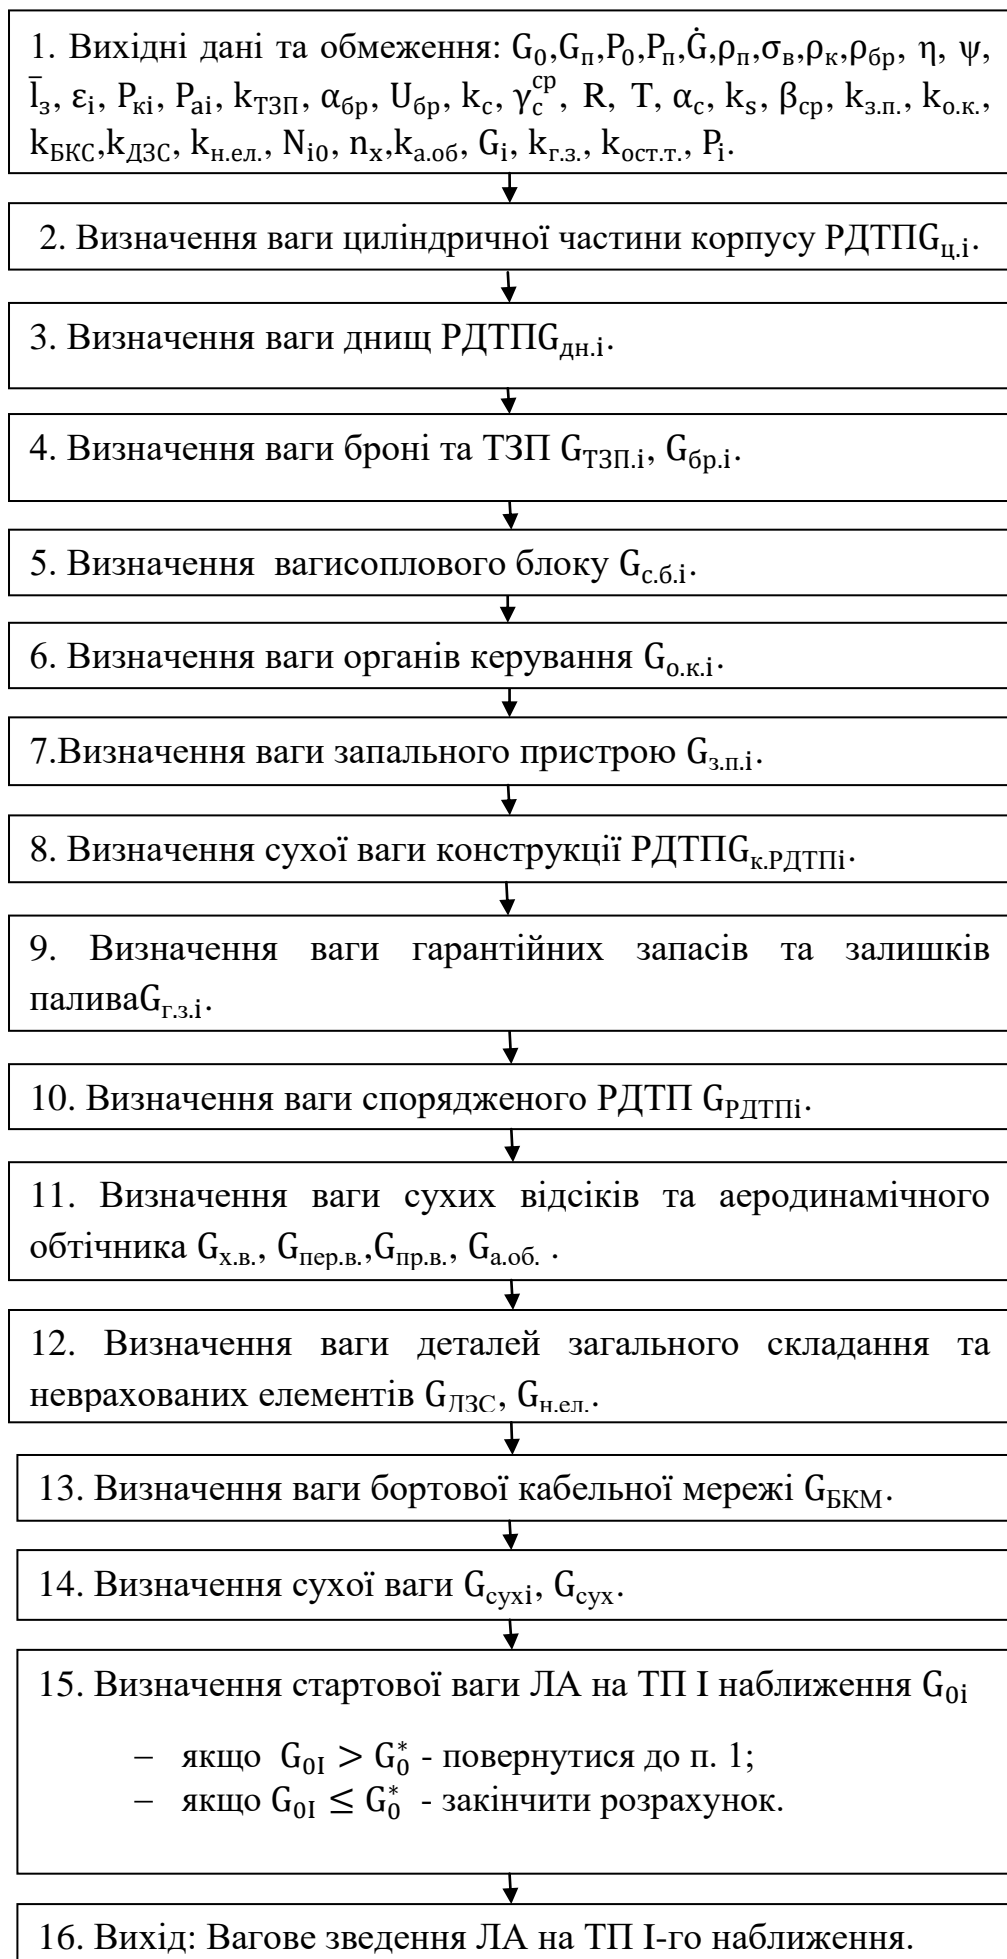 1. Вихідні дані та обмеження: G₀,Gₚ,P₀,Pₚ,Ġ,ρₚ,σ_в,ρ_к,ρ_бр, η, ψ,
l̅_з, ε_i, P_кi, P_аi, k_ТЗП, α_бр, U_бр, k_с, γ_с^ср, R, T, α_с, k_s, β_ср, k_з.п., k_о.к.,
k_БКС,k_ДЗС, k_н.ел., N_i0, n_x,k_а.об, G_i, k_г.з., k_ост.т., P_i.
2. Визначення ваги циліндричної частини корпусу РДТПG_ц.i.
3. Визначення ваги днищ РДТПG_дн.i.
4. Визначення ваги броні та ТЗП G_ТЗП.i, G_бр.i.
5. Визначення вагисоплового блоку G_с.б.i.
6. Визначення ваги органів керування G_о.к.i.
7.Визначення ваги запального пристрою G_з.п.i.
8. Визначення сухої ваги конструкції РДТПG_к.РДТПi.
9. Визначення ваги гарантійних запасів та залишків
паливаG_г.з.i.
10. Визначення ваги спорядженого РДТП G_РДТПi.
11. Визначення ваги сухих відсіків та аеродинамічного
обтічника G_х.в., G_пер.в.,G_пр.в., G_а.об. .
12. Визначення ваги деталей загального складання та
неврахованих елементів G_ДЗС, G_н.ел..
13. Визначення ваги бортової кабельної мережі G_БКМ.
14. Визначення сухої ваги G_сухi, G_сух.
15. Визначення стартової ваги ЛА на ТП I наближення G_0i
– якщо G_0I > G₀* - повернутися до п. 1;
– якщо G_0I ≤ G₀* - закінчити розрахунок.
16. Вихід: Вагове зведення ЛА на ТП I-го наближення.